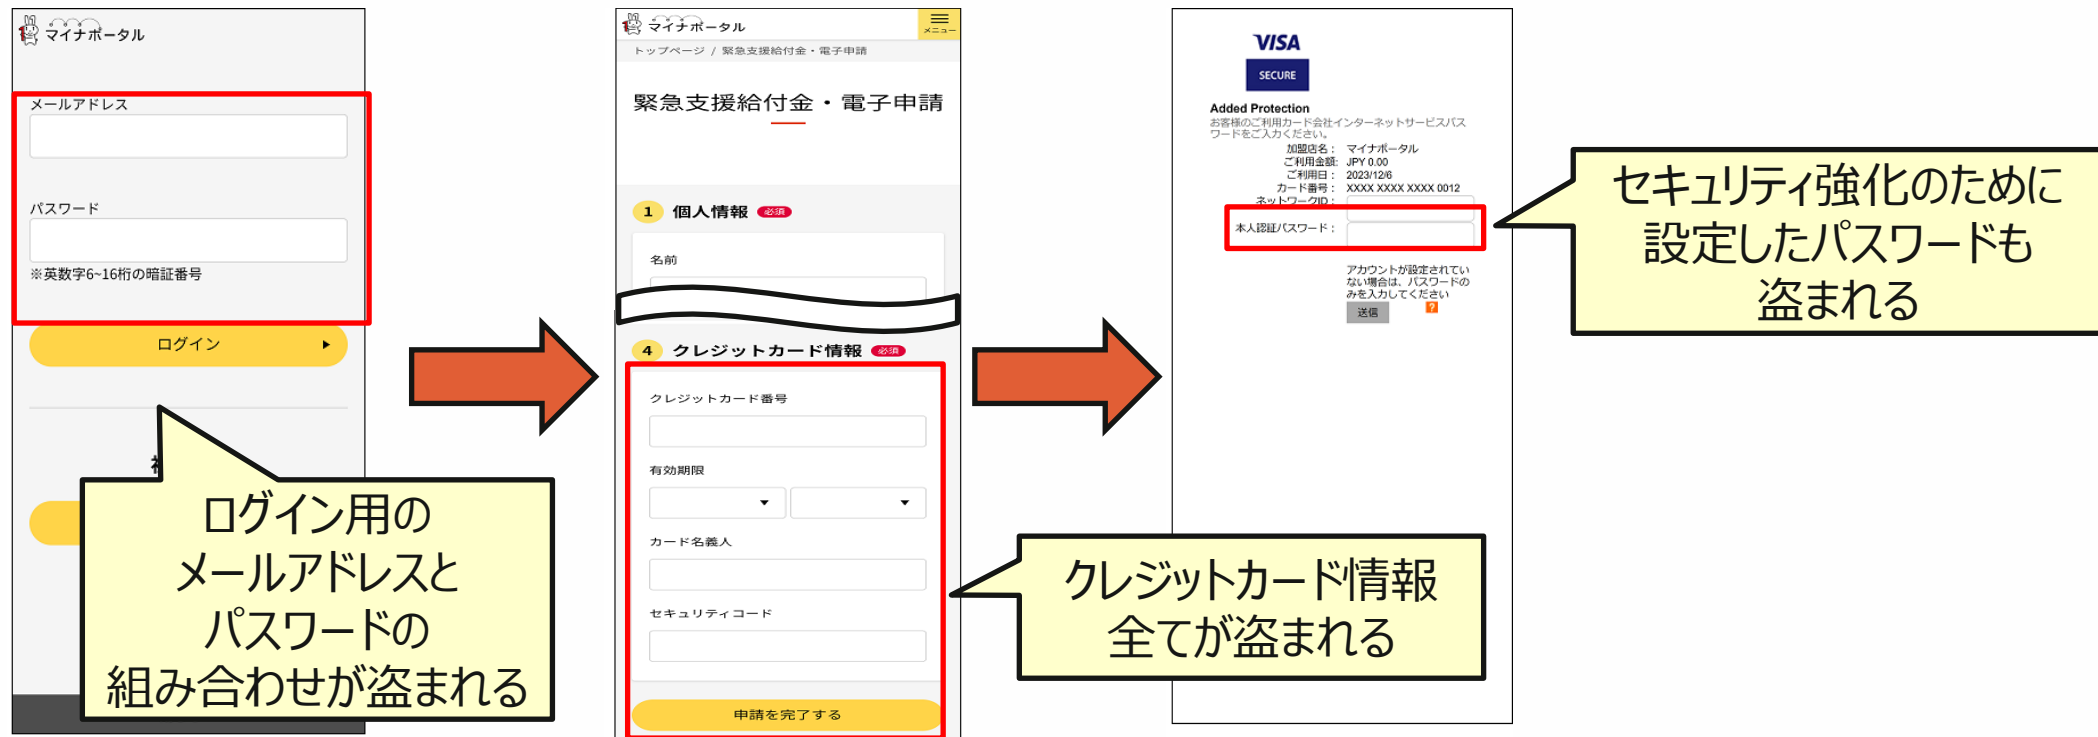 マイナポータル
メールアドレス
パスワード
※英数字6~16桁の暗証番号
ログイン
ログイン用の
メールアドレスと
パスワードの
組み合わせが盗まれる
マイナポータル
メニュー
トップページ / 緊急支援給付金・電子申請
緊急支援給付金・電子申請
1 個人情報 必須
名前
4 クレジットカード情報 必須
クレジットカード番号
有効期限
カード名義人
セキュリティコード
申請を完了する
クレジットカード情報
全てが盗まれる
VISA
SECURE
Added Protection
お客様のご利用カード会社インターネットサービスパス
ワードをご入力ください。
加盟店名： マイナポータル
ご利用金額: JPY 0.00
ご利用日： 2023/12/6
カード番号： XXXX XXXX XXXX 0012
ネットワークID：
本人認証パスワード：
アカウントが設定されてい
ない場合は、パスワードの
みを入力してください
送信
?
セキュリティ強化のために
設定したパスワードも
盗まれる